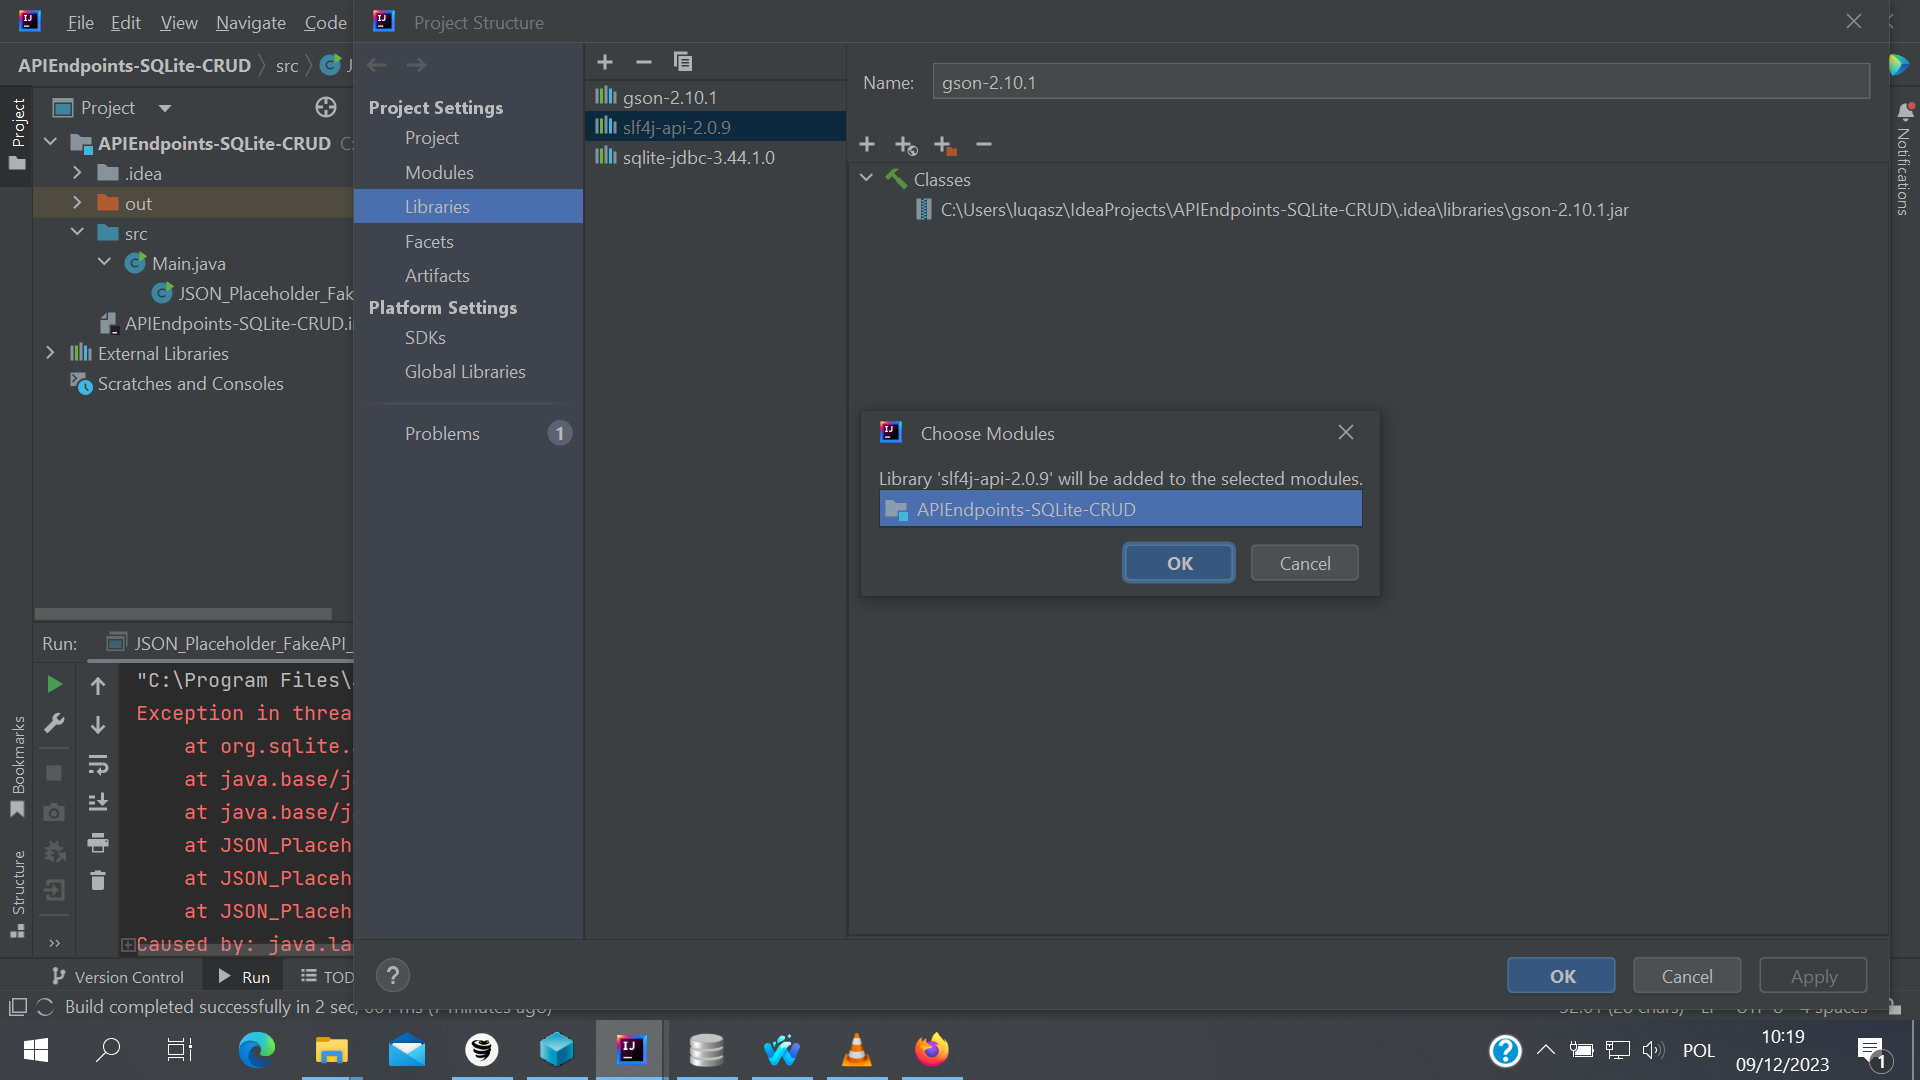 File Edit View Navigate Code
Project Structure
APIEndpoints-SQLite-CRUD
src
Project
Project
APIEndpoints-SQLite-CRUD
.idea
out
src
Main.java
JSON_Placeholder_Fak
APIEndpoints-SQLite-CRUD.i
External Libraries
Scratches and Consoles
Project Settings
Project
Modules
Libraries
Facets
Artifacts
Platform Settings
SDKs
Global Libraries
Problems 1
gson-2.10.1
slf4j-api-2.0.9
sqlite-jdbc-3.44.1.0
Name: gson-2.10.1
Classes
C:\Users\luqasz\IdeaProjects\APIEndpoints-SQLite-CRUD\.idea\libraries\gson-2.10.1.jar
Notifications
Choose Modules
Library 'slf4j-api-2.0.9' will be added to the selected modules.
APIEndpoints-SQLite-CRUD
OK Cancel
Run: JSON_Placeholder_FakeAPI_
"C:\Program Files\
Exception in threa
at org.sqlite.
at java.base/j
at java.base/j
at JSON_Placeh
at JSON_Placeh
at JSON_Placeh
Caused by: java.la
Bookmarks
Structure
OK Cancel Apply
Version Control Run TOD
Build completed successfully in 2 sec,
POL
10:19
09/12/2023
1